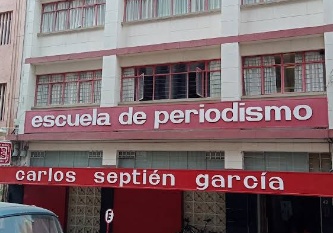 escuela de periodismo
carlos septién garcía
E